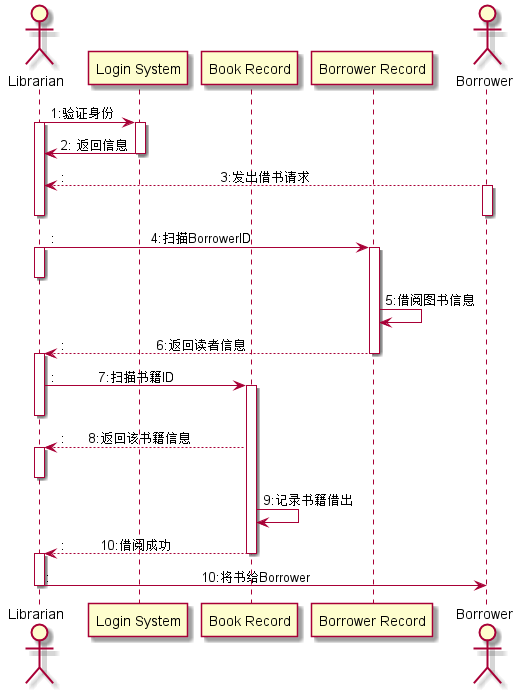 Librarian
Login System
Book Record
Borrower Record
Borrower
1:验证身份
2: 返回信息
: 3:发出借书请求
: 4:扫描BorrowerID
5:借阅图书信息
: 6:返回读者信息
: 7:扫描书籍ID
: 8:返回该书籍信息
9:记录书籍借出
: 10:借阅成功
: 10:将书给Borrower
Librarian
Login System
Book Record
Borrower Record
Borrower